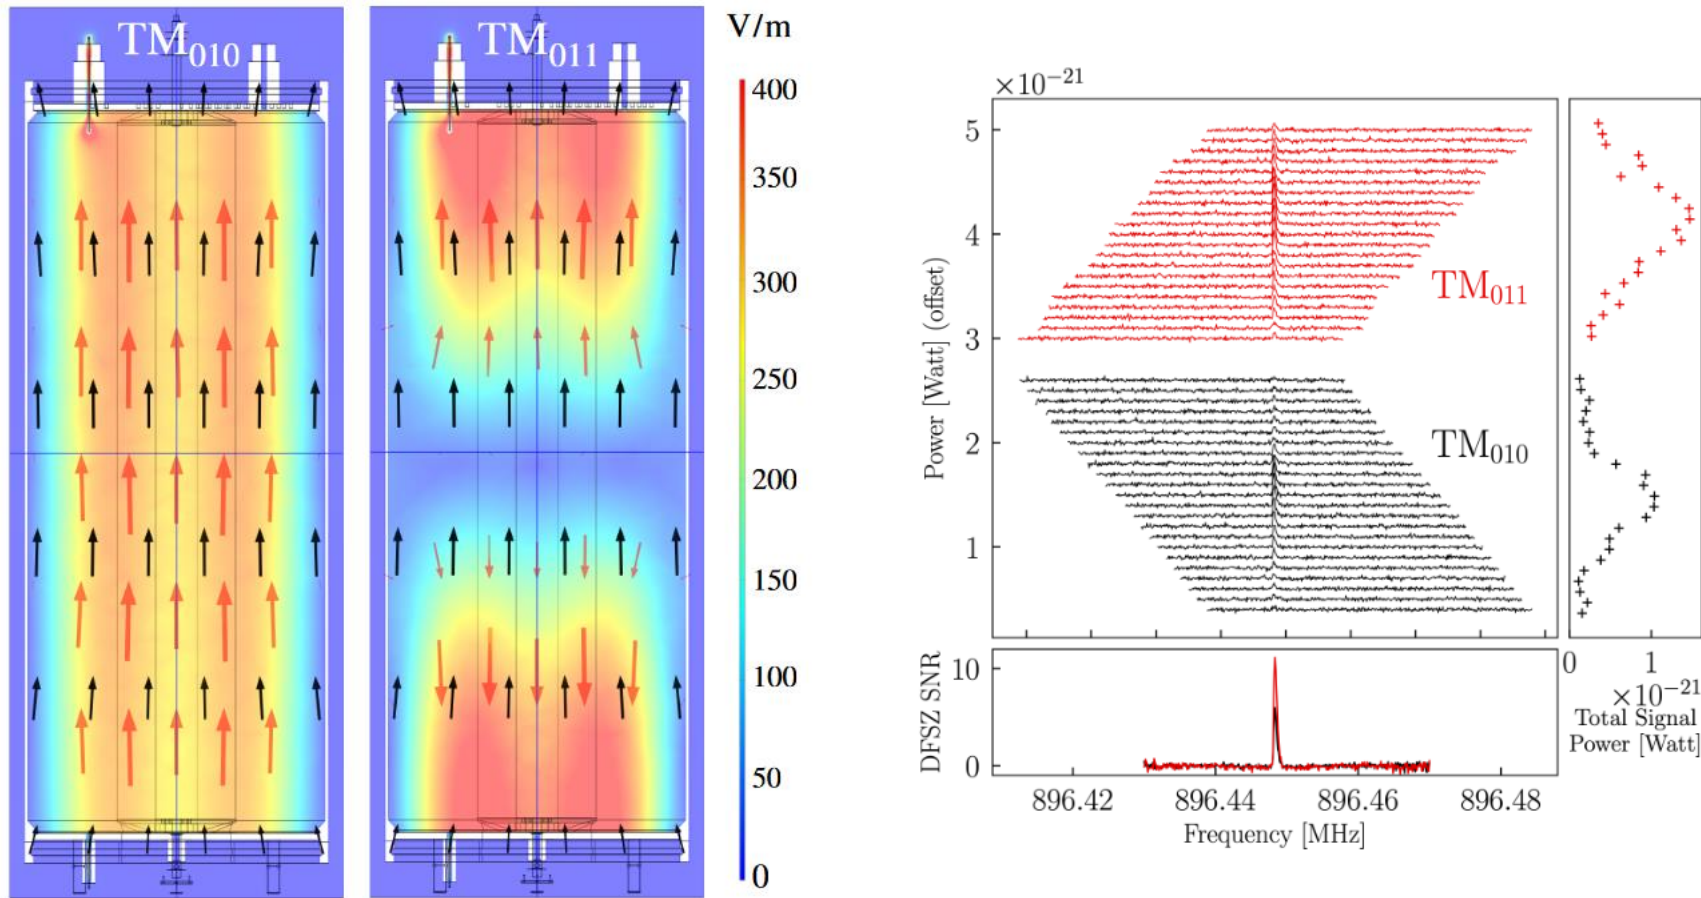 TM010
TM011
V/m
400
350
300
250
200
150
100
50
0
×10−21
5
4
3
2
1
Power [Watt] (offset)
TM011
TM010
0 1
×10−21
Total Signal
Power [Watt]
DFSZ SNR
10
0
896.42 896.44 896.46 896.48
Frequency [MHz]